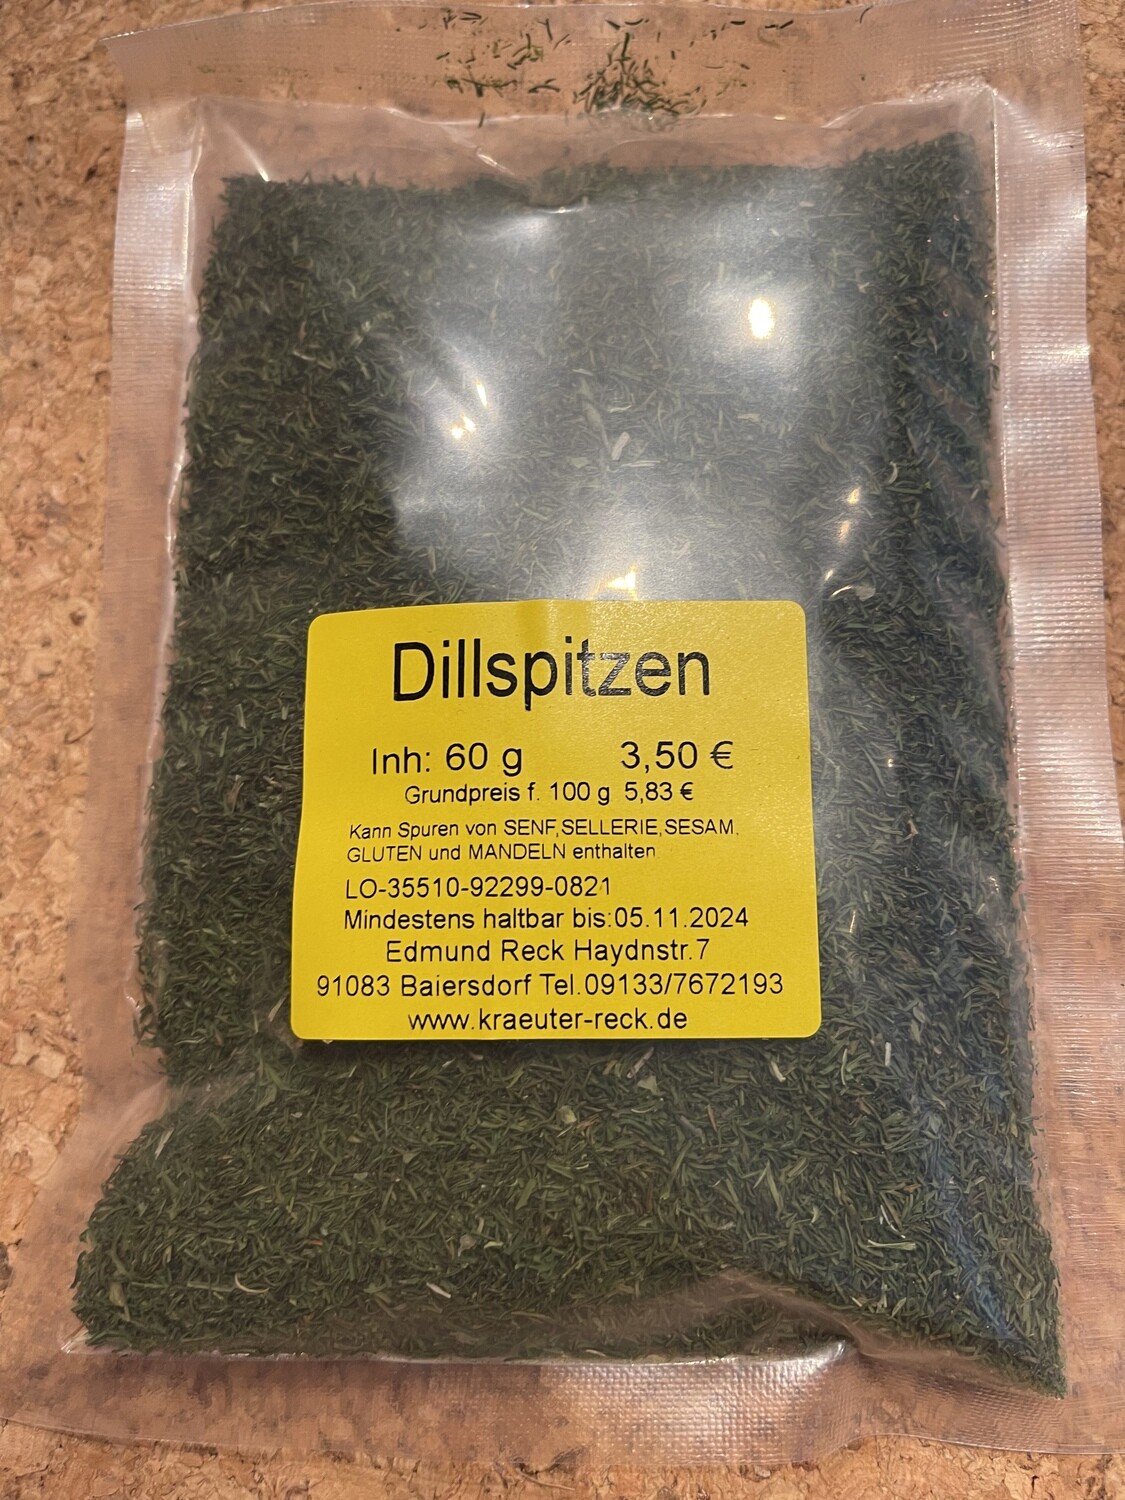 Dillspitzen
Inh: 60 g 3,50 €
Grundpreis f. 100 g 5,83 €
Kann Spuren von SENF,SELLERIE,SESAM,
GLUTEN und MANDELN enthalten
LO-35510-92299-0821
Mindestens haltbar bis:05.11.2024
Edmund Reck Haydnstr.7
91083 Baiersdorf Tel.09133/7672193
www.kraeuter-reck.de